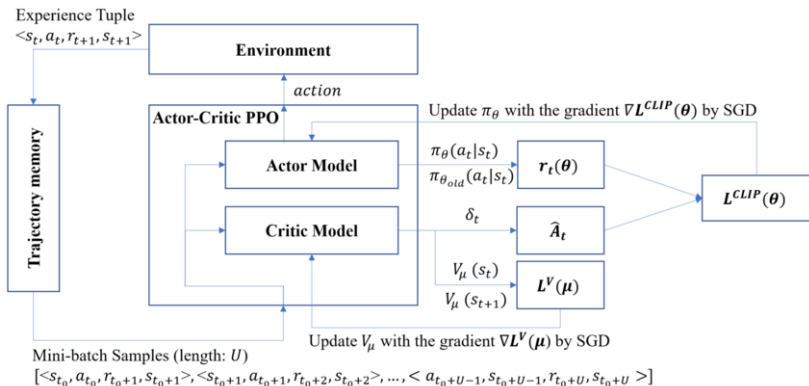 Experience Tuple
<s_t, a_t, r_{t+1}, s_{t+1}>
Environment
action
Update π_θ with the gradient ∇L^{CLIP}(θ) by SGD
Actor-Critic PPO
Trajectory memory
Actor Model
π_θ(a_t|s_t)
π_{θ_{old}}(a_t|s_t)
r_t(θ)
L^{CLIP}(θ)
Critic Model
δ_t
Â_t
V_μ(s_t)
V_μ(s_{t+1})
L^V(μ)
Update V_μ with the gradient ∇L^V(μ) by SGD
Mini-batch Samples (length: U)
[<s_{t_0}, a_{t_0}, r_{t_0+1}, s_{t_0+1}>, <s_{t_0+1}, a_{t_0+1}, r_{t_0+2}, s_{t_0+2}>, …, < a_{t_0+U-1}, s_{t_0+U-1}, r_{t_0+U}, s_{t_0+U} >]